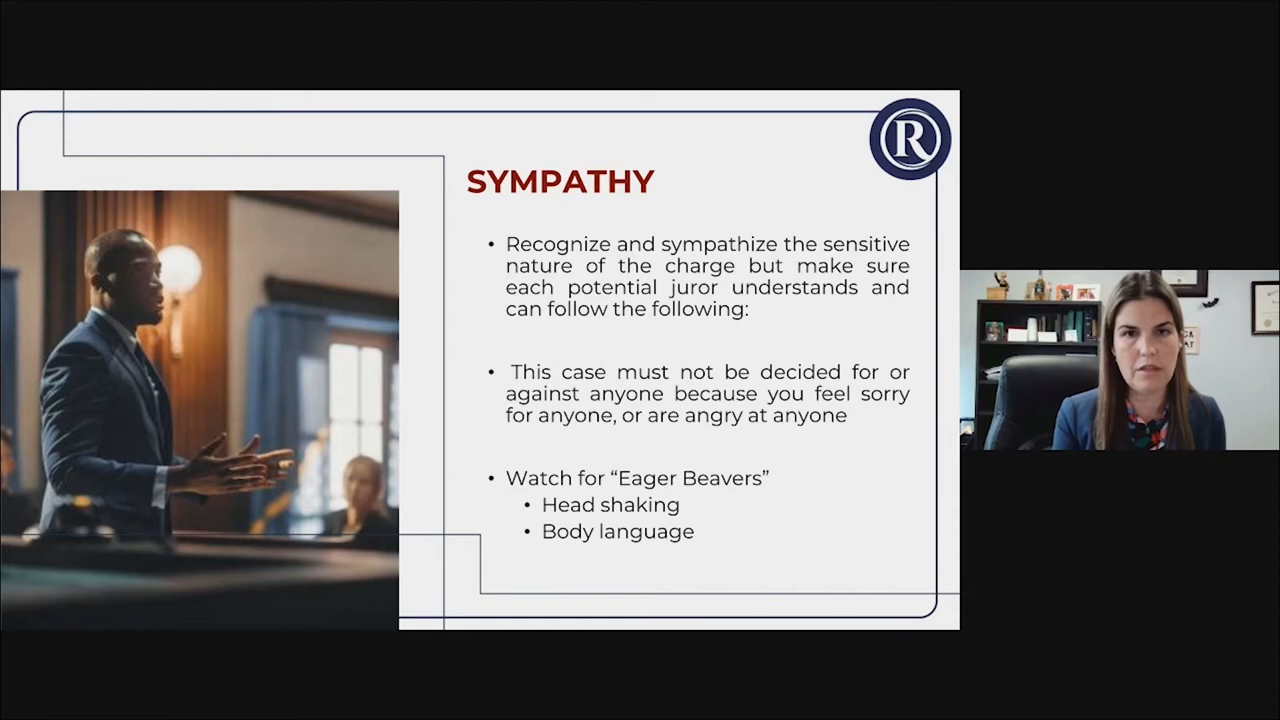 R
SYMPATHY
• Recognize and sympathize the sensitive
nature of the charge but make sure
each potential juror understands and
can follow the following:
• This case must not be decided for or
against anyone because you feel sorry
for anyone, or are angry at anyone
• Watch for “Eager Beavers”
• Head shaking
• Body language